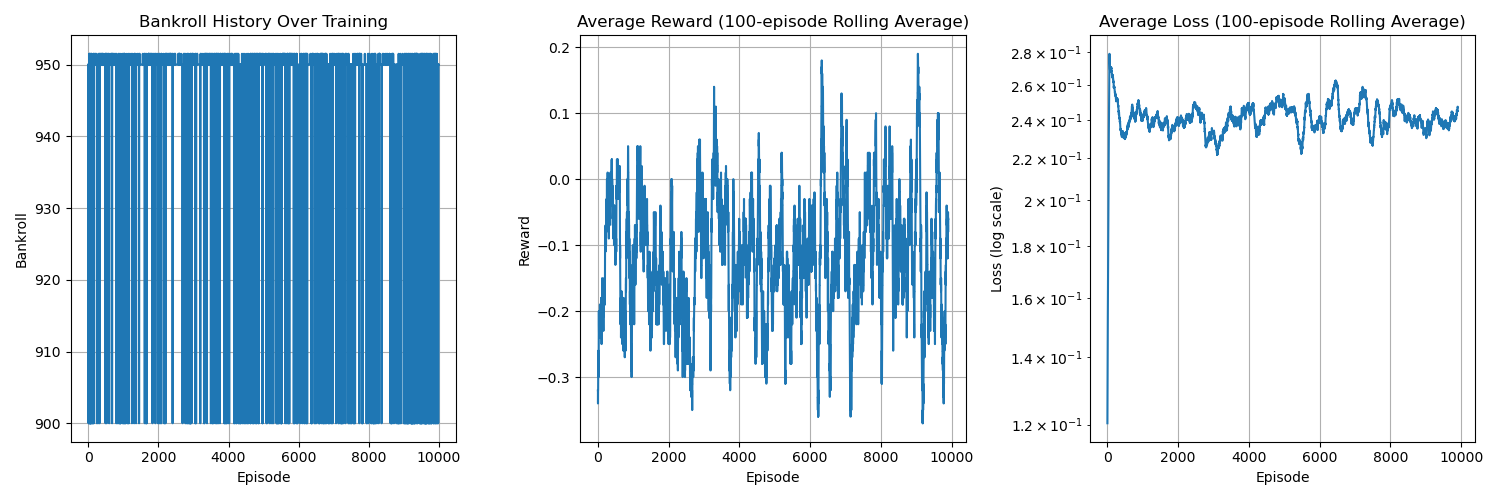 Bankroll History Over Training
950
940
930
920
910
900
Bankroll
0 2000 4000 6000 8000 10000
Episode
Average Reward (100-episode Rolling Average)
0.2
0.1
0.0
−0.1
−0.2
−0.3
Reward
0 2000 4000 6000 8000 10000
Episode
Average Loss (100-episode Rolling Average)
2.8 × 10⁻¹
2.6 × 10⁻¹
2.4 × 10⁻¹
2.2 × 10⁻¹
2 × 10⁻¹
1.8 × 10⁻¹
1.6 × 10⁻¹
1.4 × 10⁻¹
1.2 × 10⁻¹
Loss (log scale)
0 2000 4000 6000 8000 10000
Episode